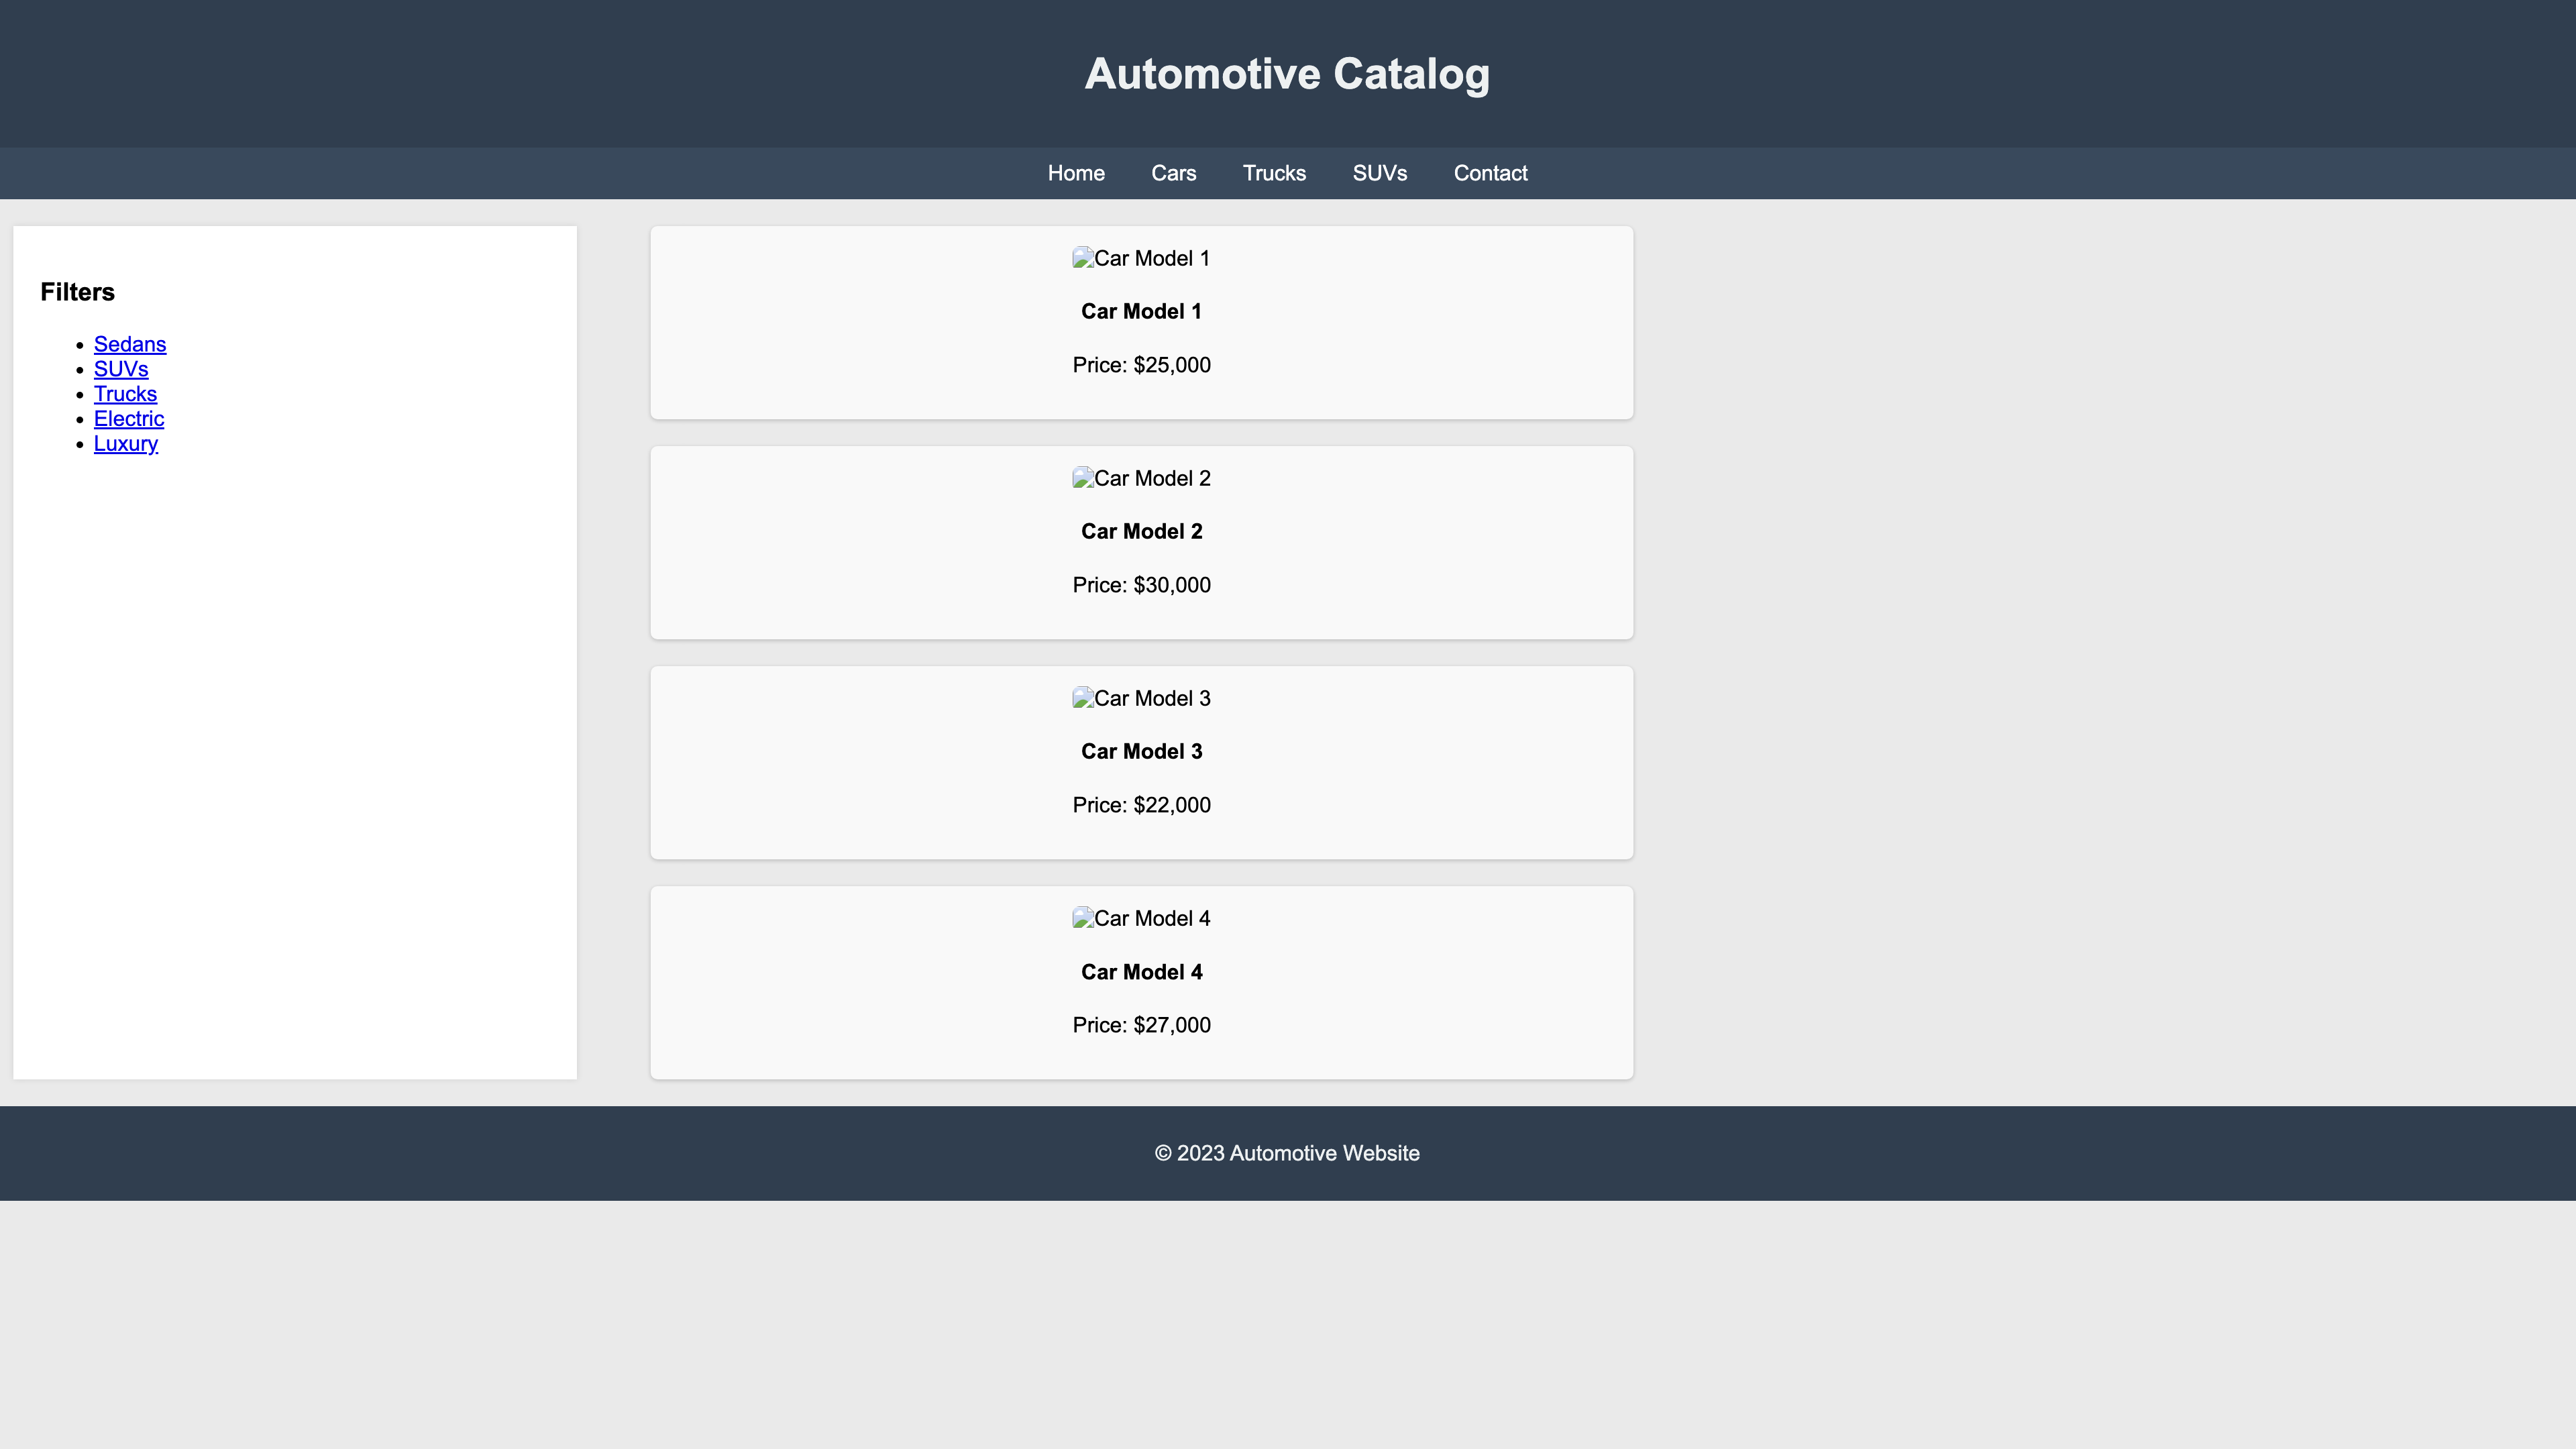 Automotive Catalog
Home Cars Trucks SUVs Contact
Filters
Sedans
SUVs
Trucks
Electric
Luxury
Car Model 1
Car Model 1
Price: $25,000
Car Model 2
Car Model 2
Price: $30,000
Car Model 3
Car Model 3
Price: $22,000
Car Model 4
Car Model 4
Price: $27,000
© 2023 Automotive Website